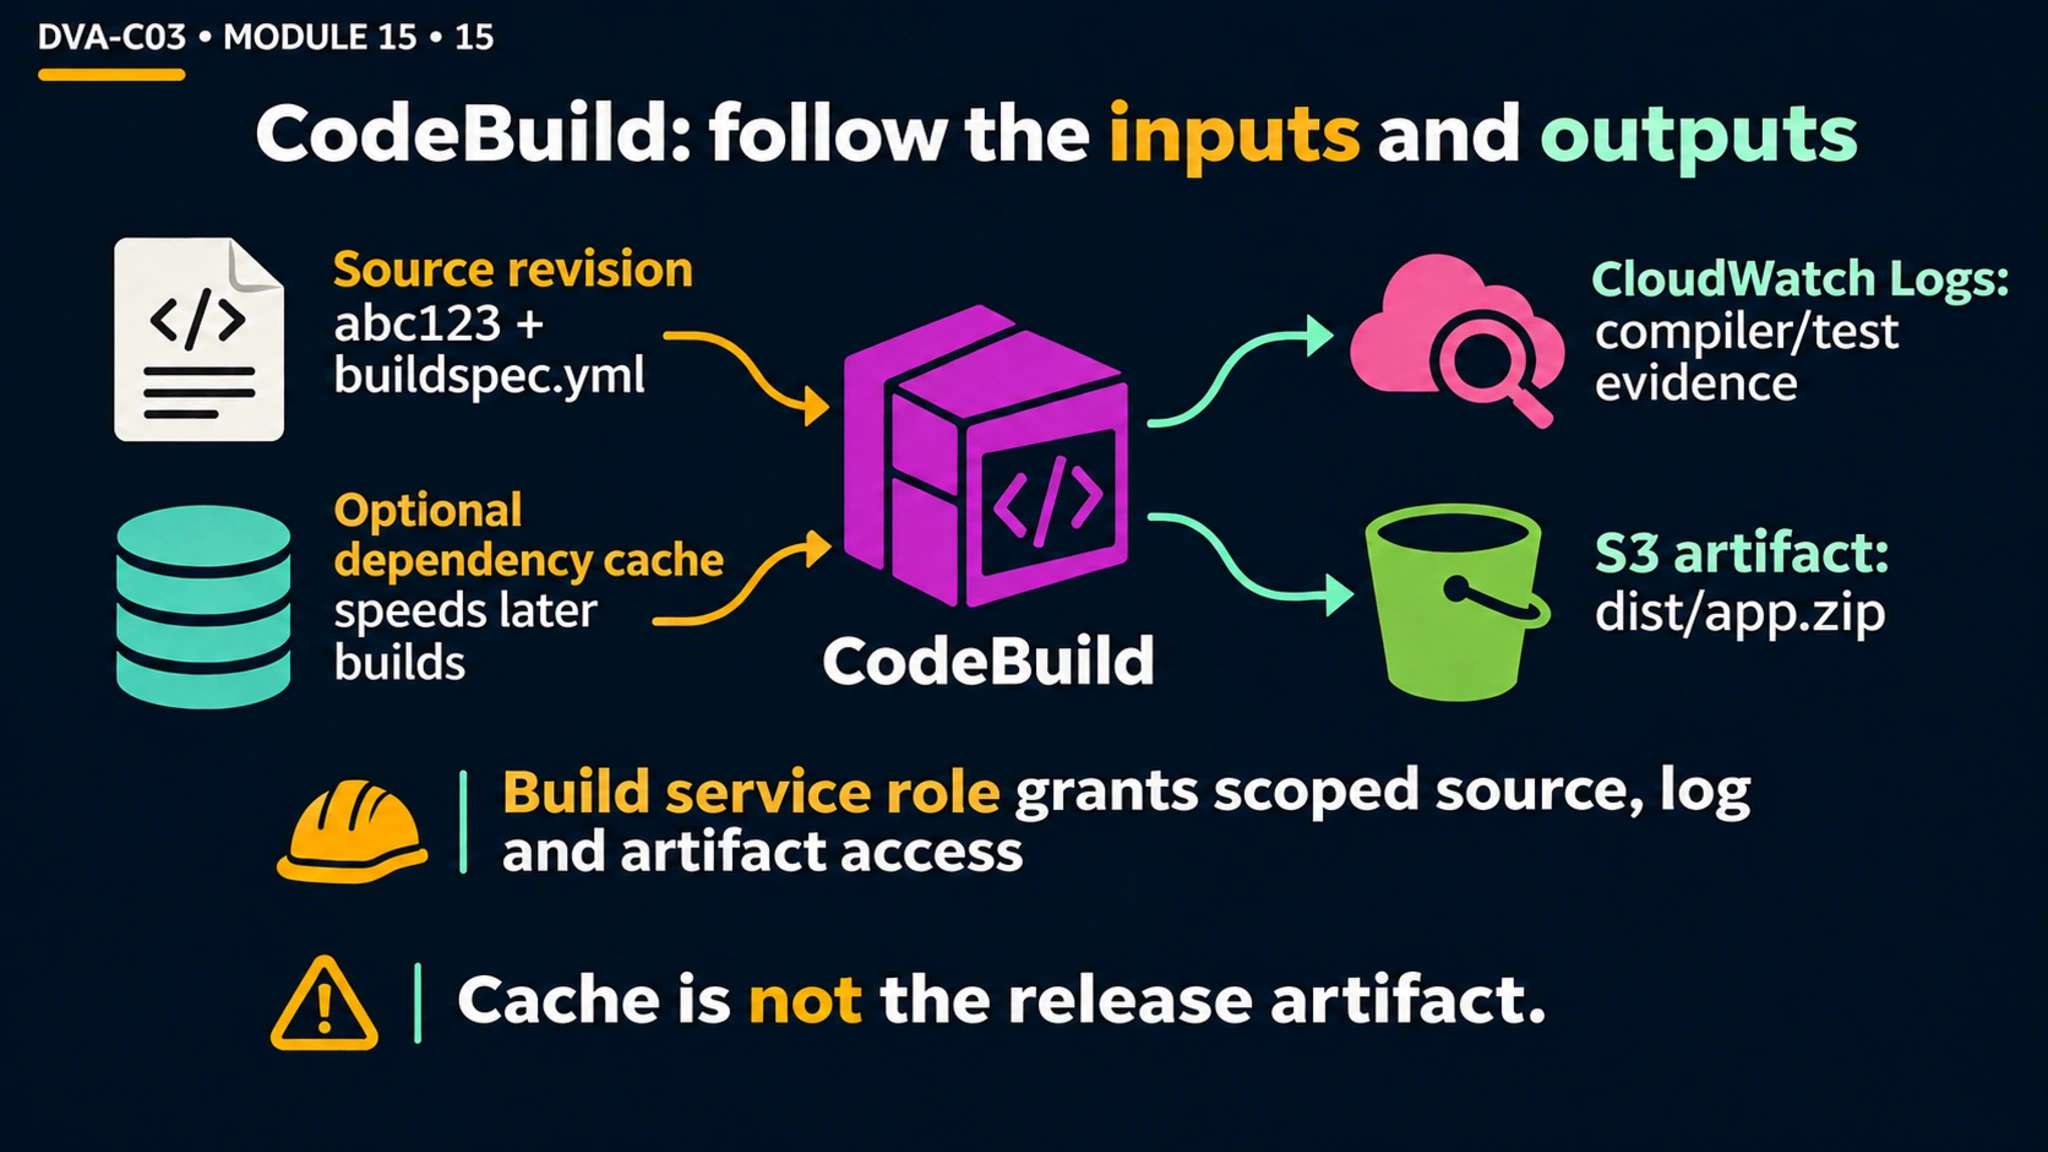 DVA-C03 • MODULE 15 • 15
CodeBuild: follow the inputs and outputs
Source revision
abc123 +
buildspec.yml
Optional
dependency cache
speeds later
builds
</>
CodeBuild
CloudWatch Logs:
compiler/test
evidence
S3 artifact:
dist/app.zip
Build service role grants scoped source, log
and artifact access
Cache is not the release artifact.